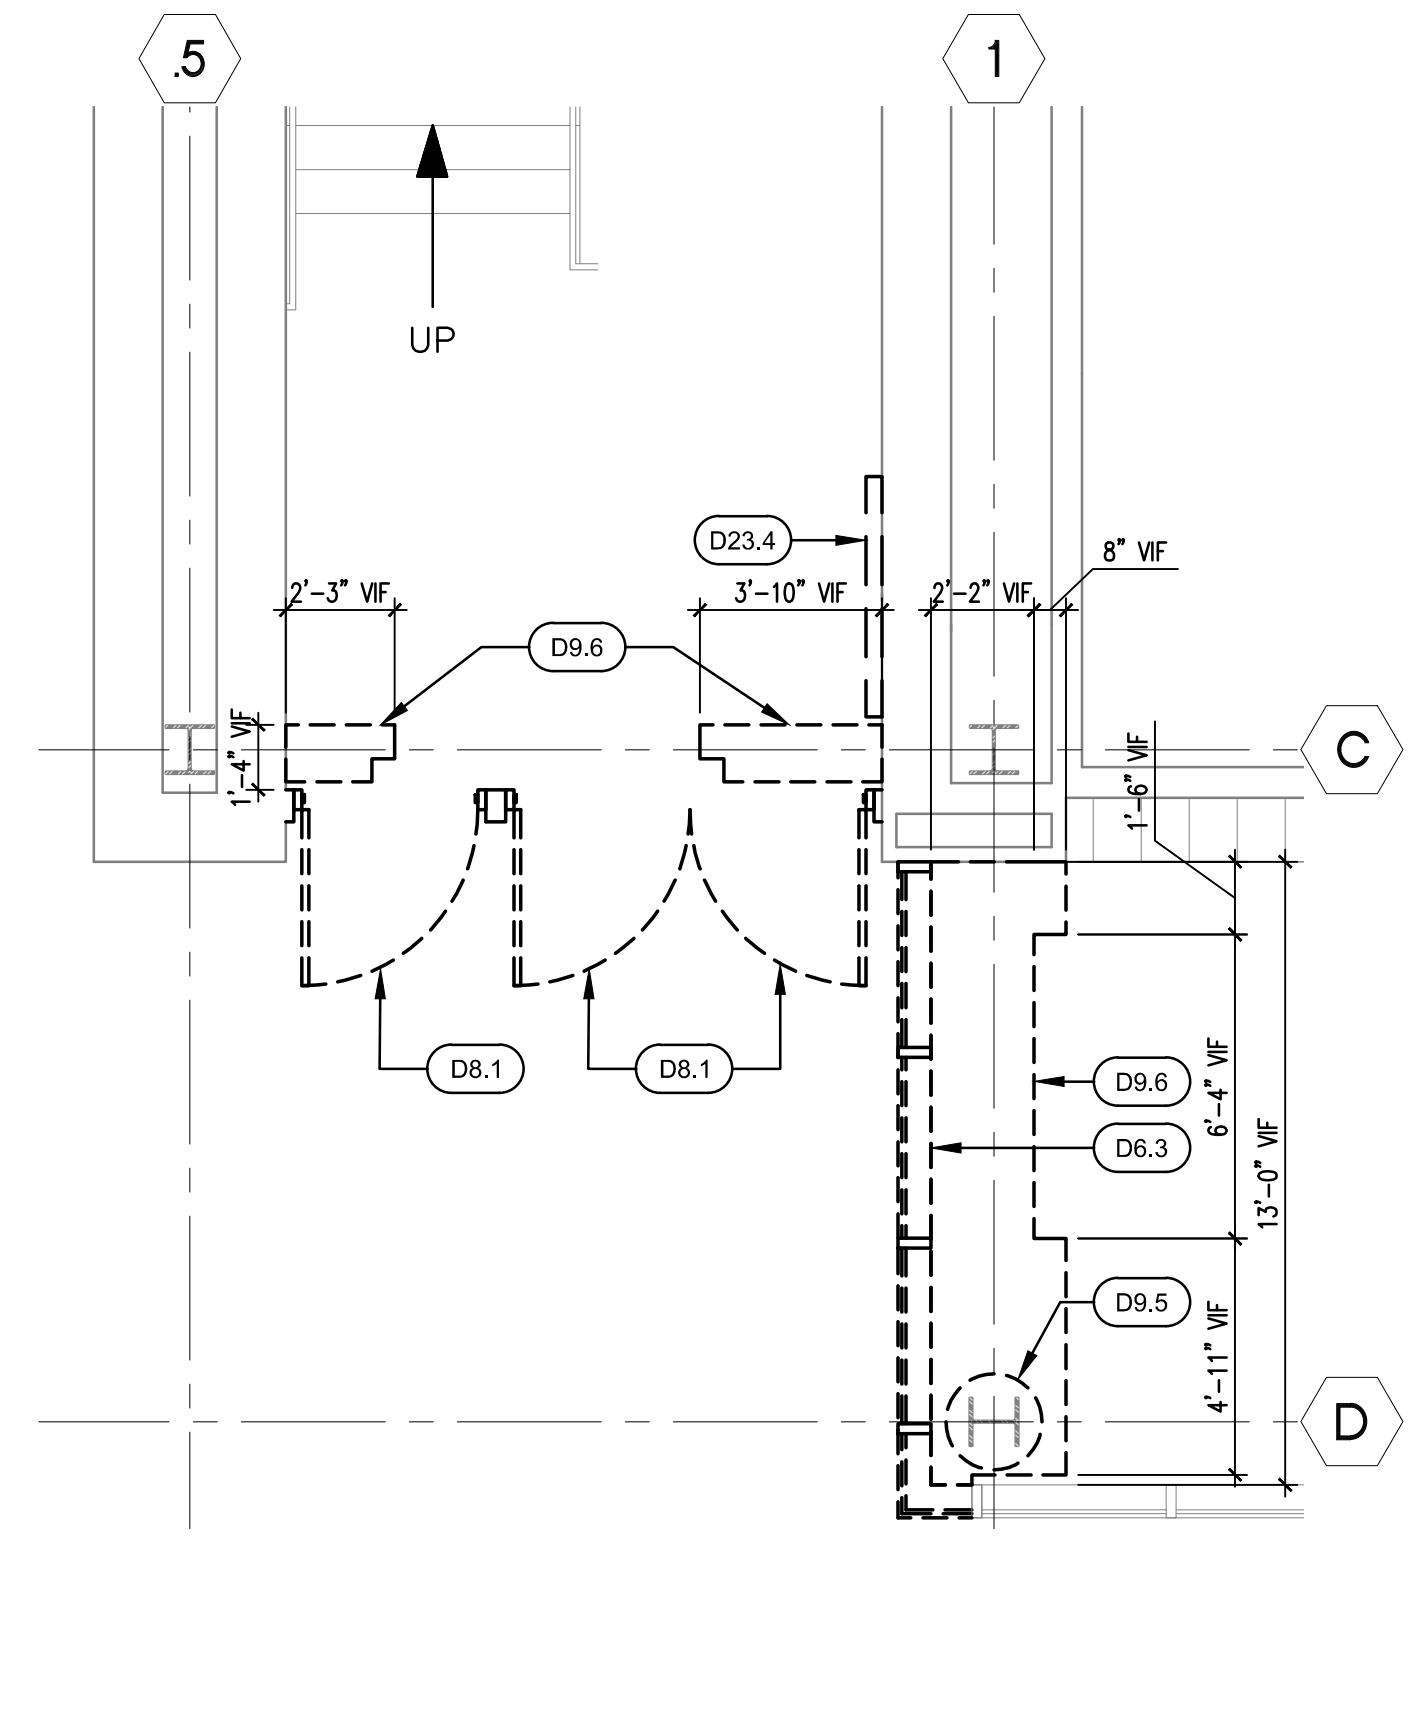 .5
1
UP
D23.4
8” VIF
2’-3” VIF
3’-10” VIF
2’-2” VIF
D9.6
1’-4” VIF
C
1’-6” VIF
D8.1
D8.1
D9.6
6’-4” VIF
D6.3
13’-0” VIF
D9.5
4’-11” VIF
D